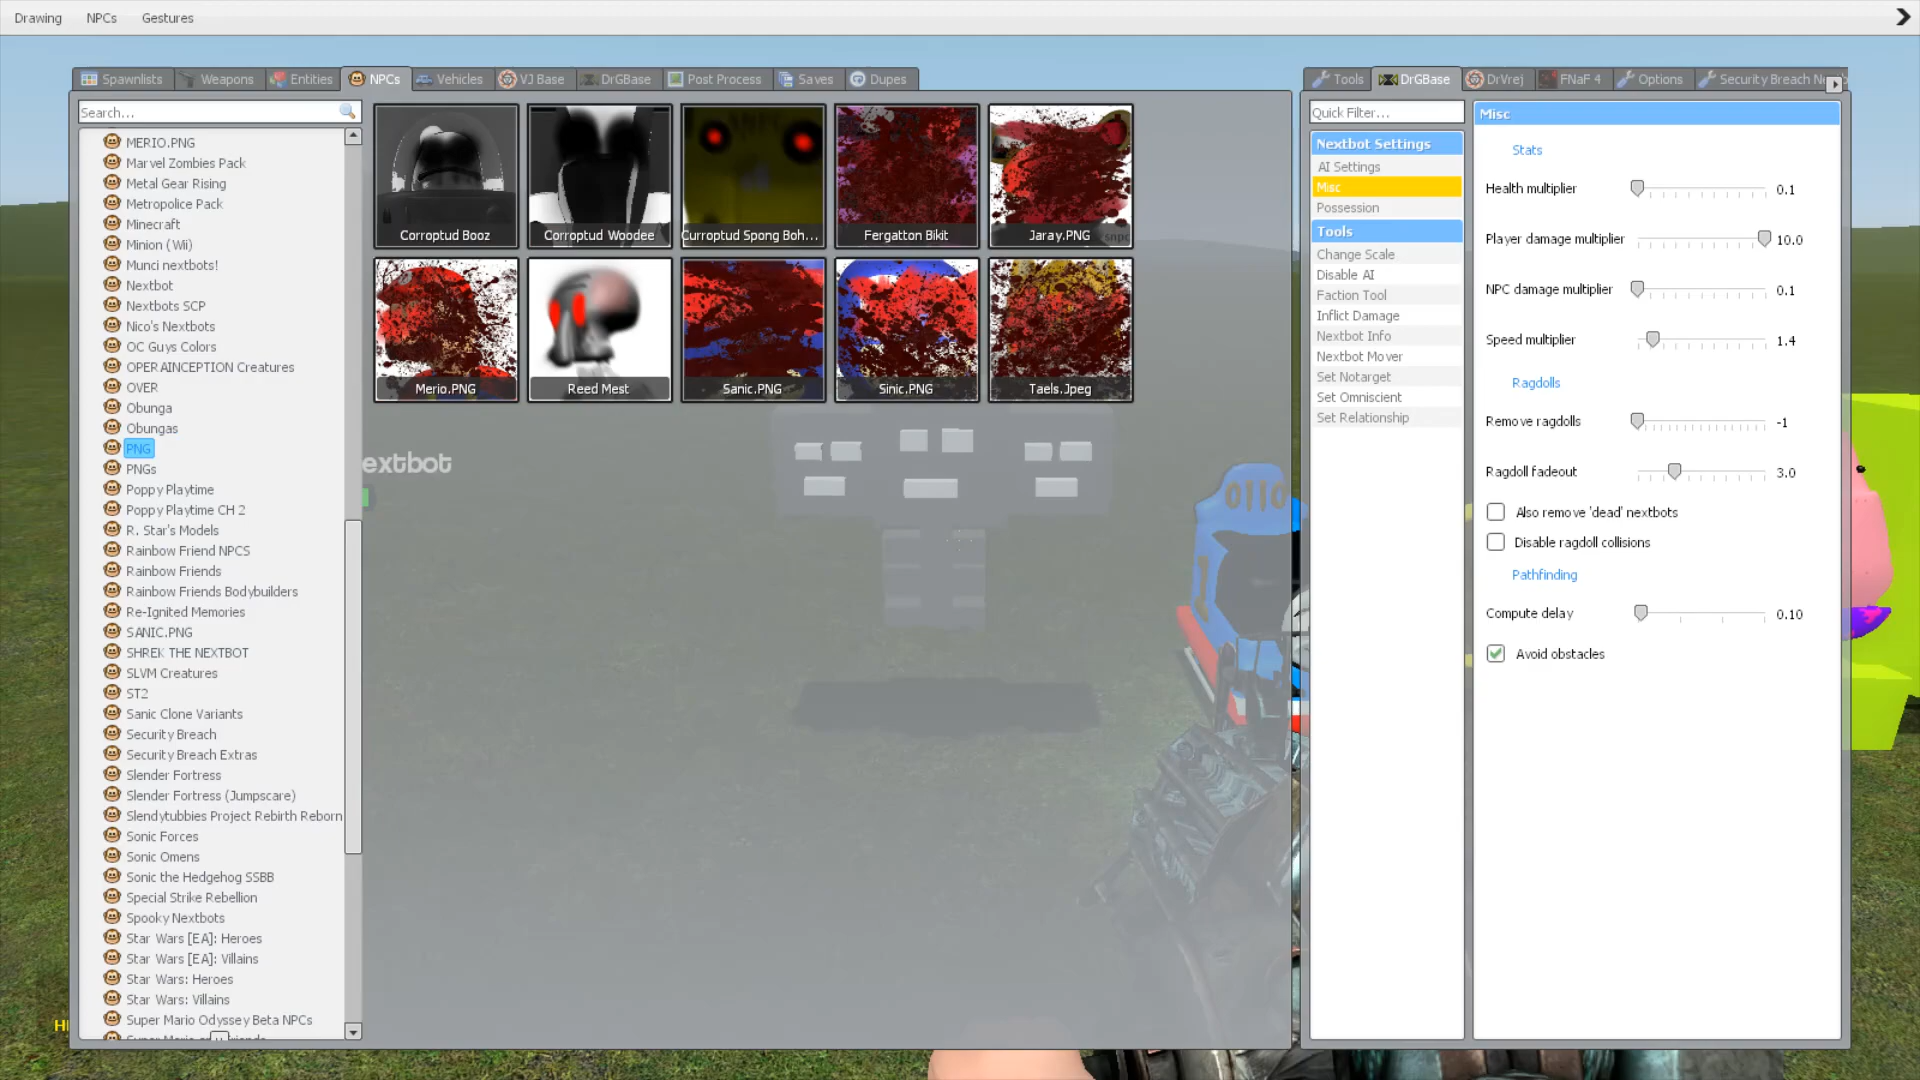 Drawing NPCs Gestures
Spawnlists Weapons Entities NPCs Vehicles VJ Base DrGBase Post Process Saves Dupes
Search...
MERIO.PNG
Marvel Zombies Pack
Metal Gear Rising
Metropolice Pack
Minecraft
Minion (Wii)
Munci nextbots!
Nextbot
Nextbots SCP
Nico's Nextbots
OC Guys Colors
OPERAINCEPTION Creatures
OVER
Obunga
Obungas
PNG
PNGs
Poppy Playtime
Poppy Playtime CH 2
R. Star's Models
Rainbow Friend NPCS
Rainbow Friends
Rainbow Friends Bodybuilders
Re-Ignited Memories
SANIC.PNG
SHREK THE NEXTBOT
SLVM Creatures
ST2
Sanic Clone Variants
Security Breach
Security Breach Extras
Slender Fortress
Slender Fortress (Jumpscare)
Slendytubbies Project Rebirth Reborn
Sonic Forces
Sonic Omens
Sonic the Hedgehog SSBB
Special Strike Rebellion
Spooky Nextbots
Star Wars [EA]: Heroes
Star Wars [EA]: Villains
Star Wars: Heroes
Star Wars: Villains
Super Mario Odyssey Beta NPCs
Corroptud Booz
Corroptud Woodee
Curroptud Spong Boh...
Fergatton Bikit
Jaray.PNG
Merio.PNG
Reed Mest
Sanic.PNG
Sinic.PNG
Taels.Jpeg
extbot
0110
Tools DrGBase DrVrej FNaF 4 Options Security Breach
Quick Filter...
Nextbot Settings
AI Settings
Misc
Possession
Tools
Change Scale
Disable AI
Faction Tool
Inflict Damage
Nextbot Info
Nextbot Mover
Set Notarget
Set Omniscient
Set Relationship
Misc
Stats
Health multiplier 0.1
Player damage multiplier 10.0
NPC damage multiplier 0.1
Speed multiplier 1.4
Ragdolls
Remove ragdolls -1
Ragdoll fadeout 3.0
Also remove 'dead' nextbots
Disable ragdoll collisions
Pathfinding
Compute delay 0.10
Avoid obstacles